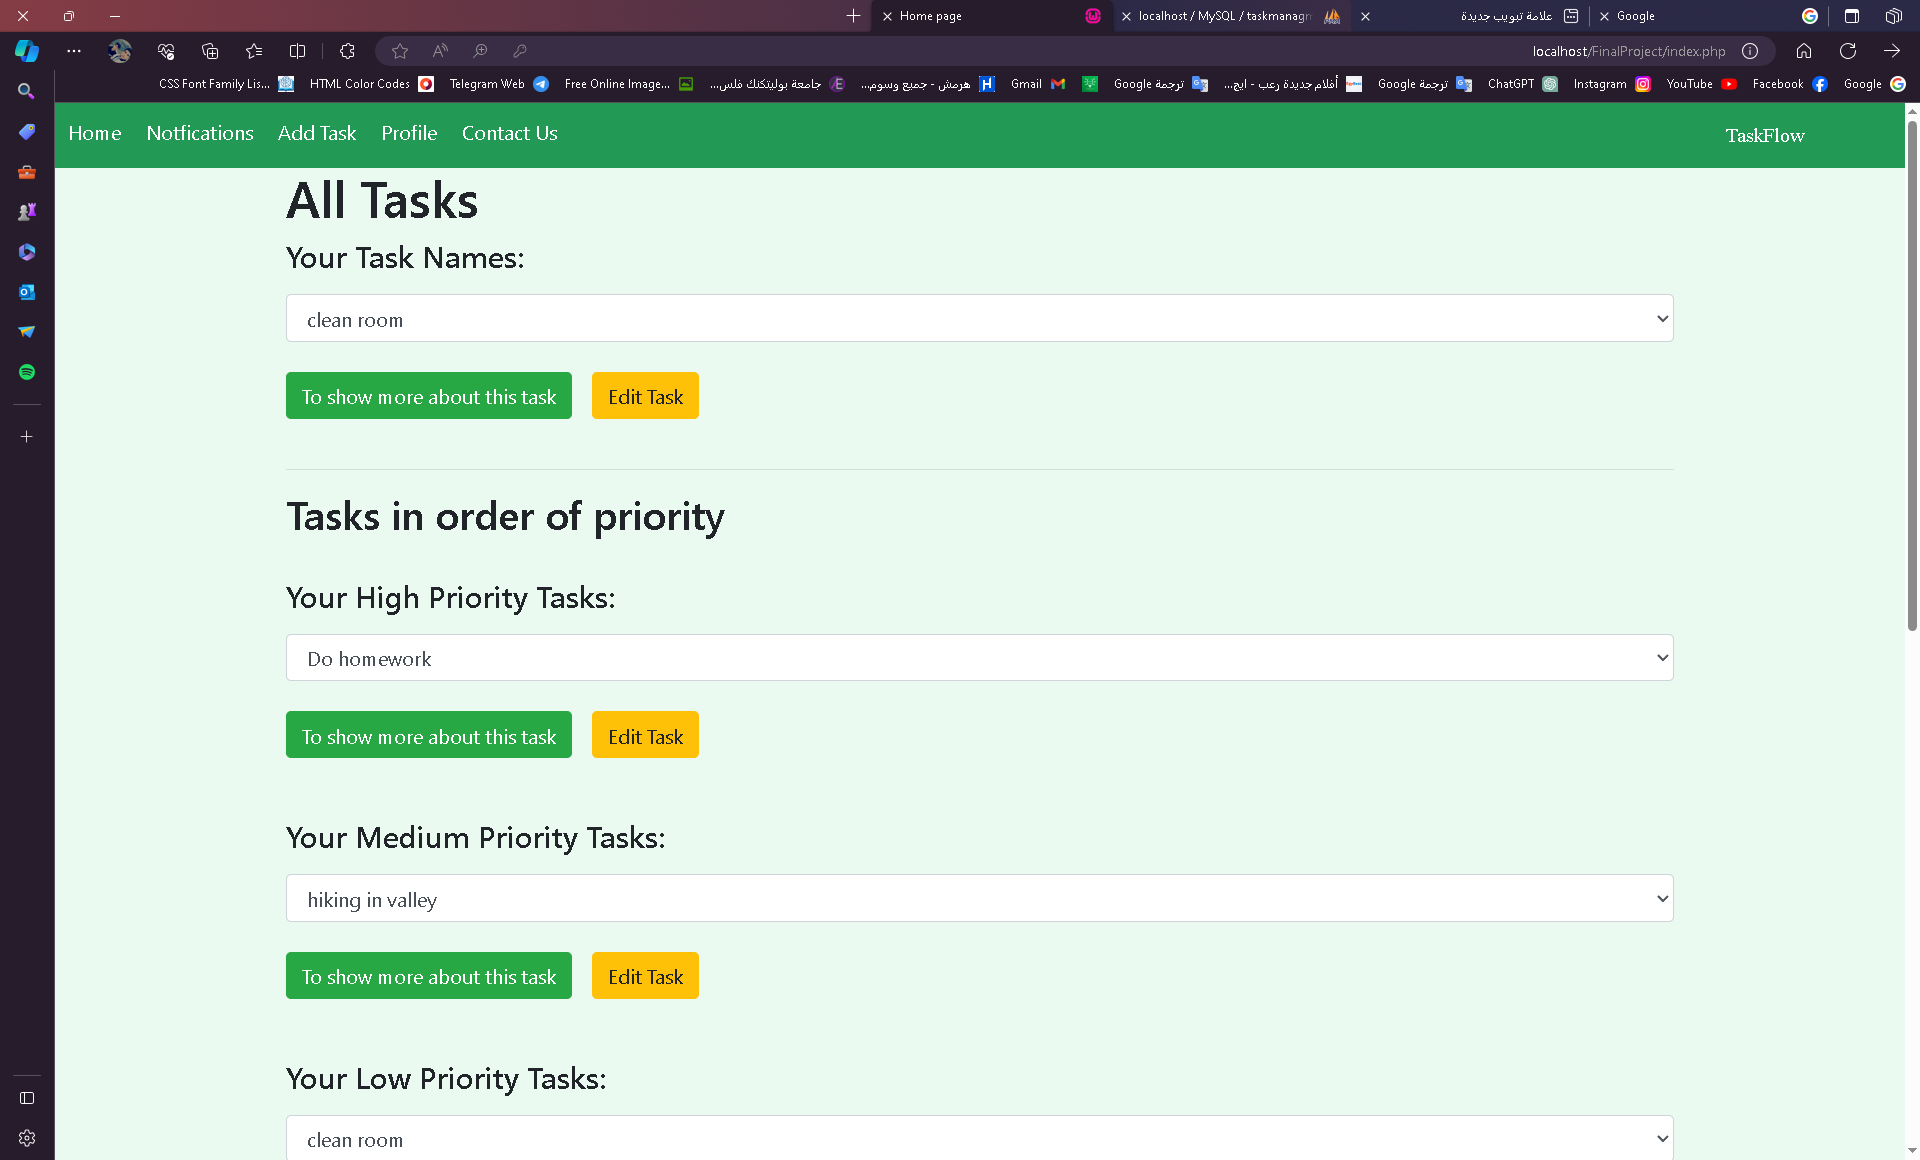 Home page
localhost / MySQL / taskmanagn
علامة تبويب جديدة
Google
localhost/FinalProject/index.php
CSS Font Family Lis...
HTML Color Codes
Telegram Web
Free Online Image...
جامعة بوليتكنك فلس...
هرمش - جميع وسوم...
Gmail
ترجمة Google
أفلام جديدة رعب - ايج...
ترجمة Google
ChatGPT
Instagram
YouTube
Facebook
Google
Home
Notfications
Add Task
Profile
Contact Us
TaskFlow
All Tasks
Your Task Names:
clean room
To show more about this task
Edit Task
Tasks in order of priority
Your High Priority Tasks:
Do homework
To show more about this task
Edit Task
Your Medium Priority Tasks:
hiking in valley
To show more about this task
Edit Task
Your Low Priority Tasks:
clean room